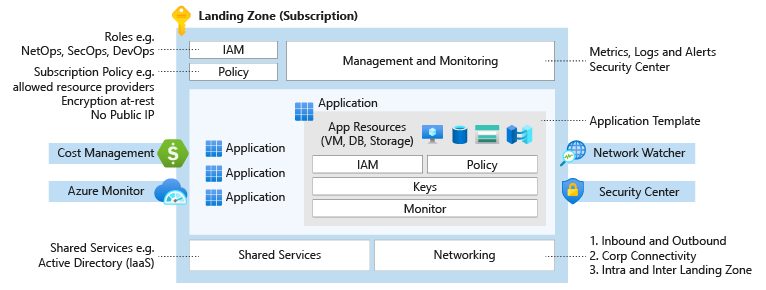 Landing Zone (Subscription)
Roles e.g.
NetOps, SecOps, DevOps
IAM
Management and Monitoring
Metrics, Logs and Alerts
Security Center
Subscription Policy e.g.
allowed resource providers
Encryption at-rest
No Public IP
Policy
Application
App Resources
(VM, DB, Storage)
Application Template
Cost Management
Application
IAM
Policy
Network Watcher
Application
Keys
Azure Monitor
Application
Monitor
Security Center
Shared Services e.g.
Active Directory (IaaS)
Shared Services
Networking
1. Inbound and Outbound
2. Corp Connectivity
3. Intra and Inter Landing Zone